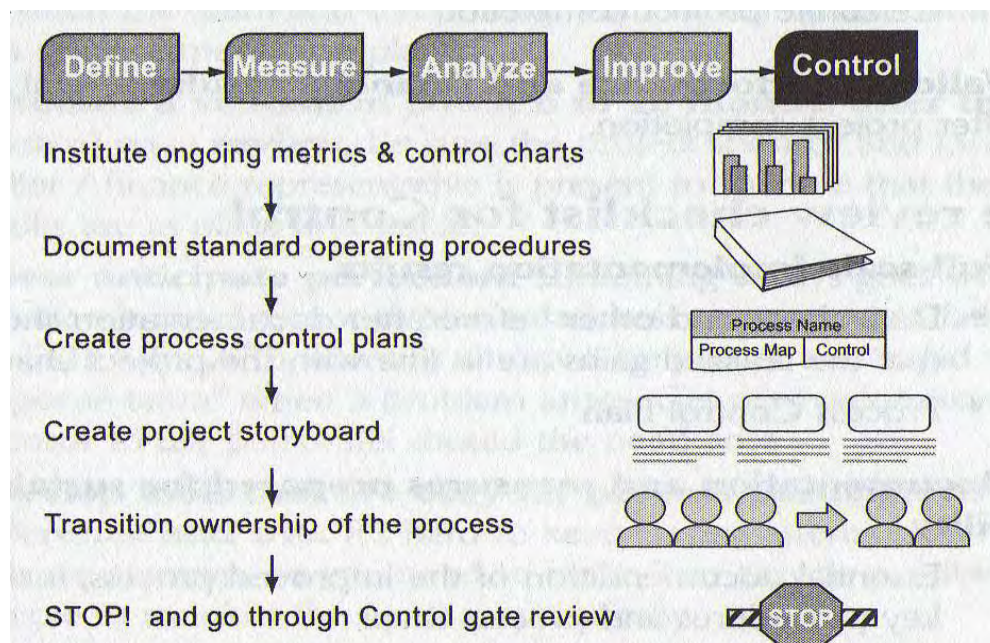 Define
Measure
Analyze
Improve
Control
Institute ongoing metrics & control charts
Document standard operating procedures
Process Name
Create process control plans
Process Map
Control
Create project storyboard
Transition ownership of the process
STOP! and go through Control gate review
STOP